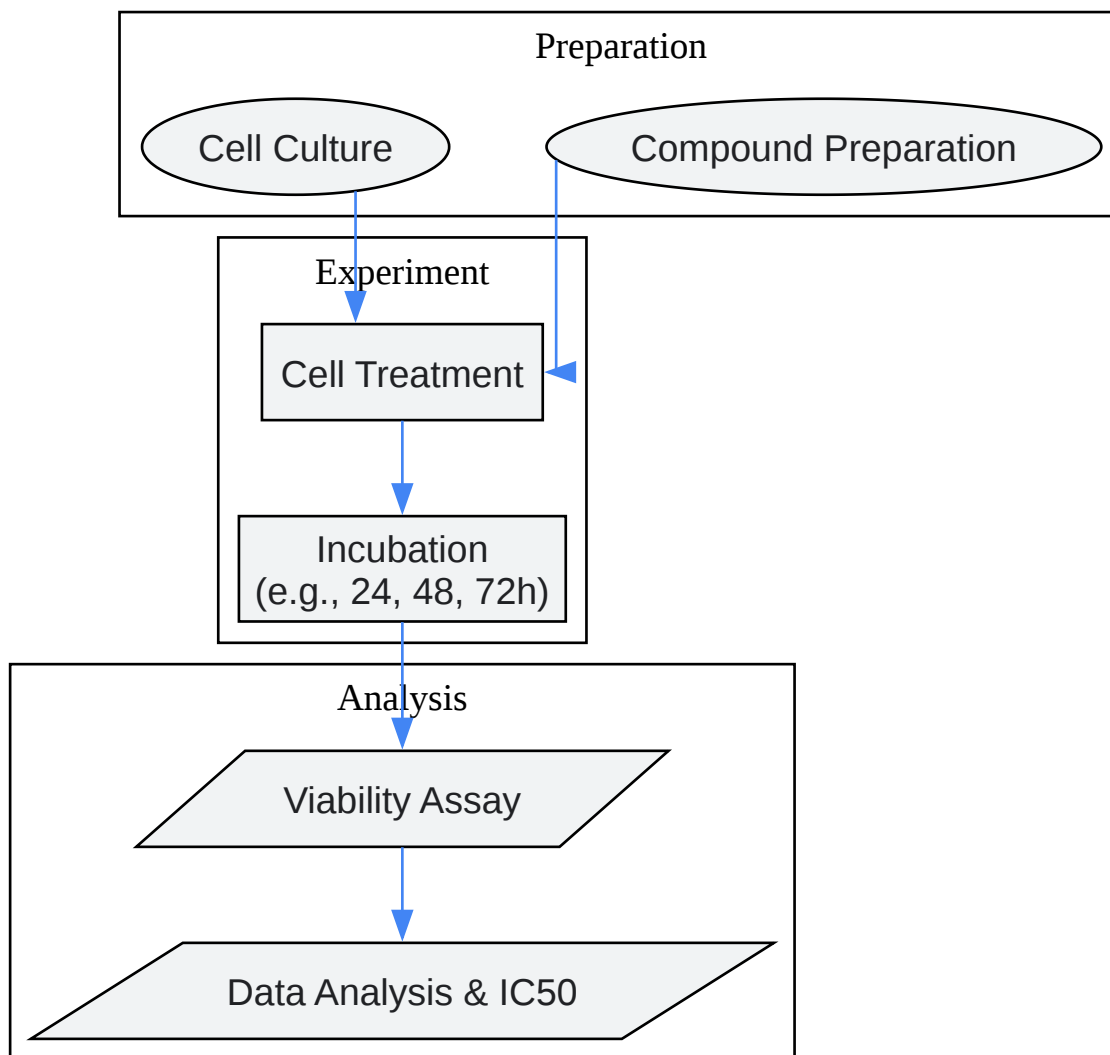 Preparation
Cell Culture
Compound Preparation
Experiment
Cell Treatment
Incubation
(e.g., 24, 48, 72h)
Analysis
Viability Assay
Data Analysis & IC50